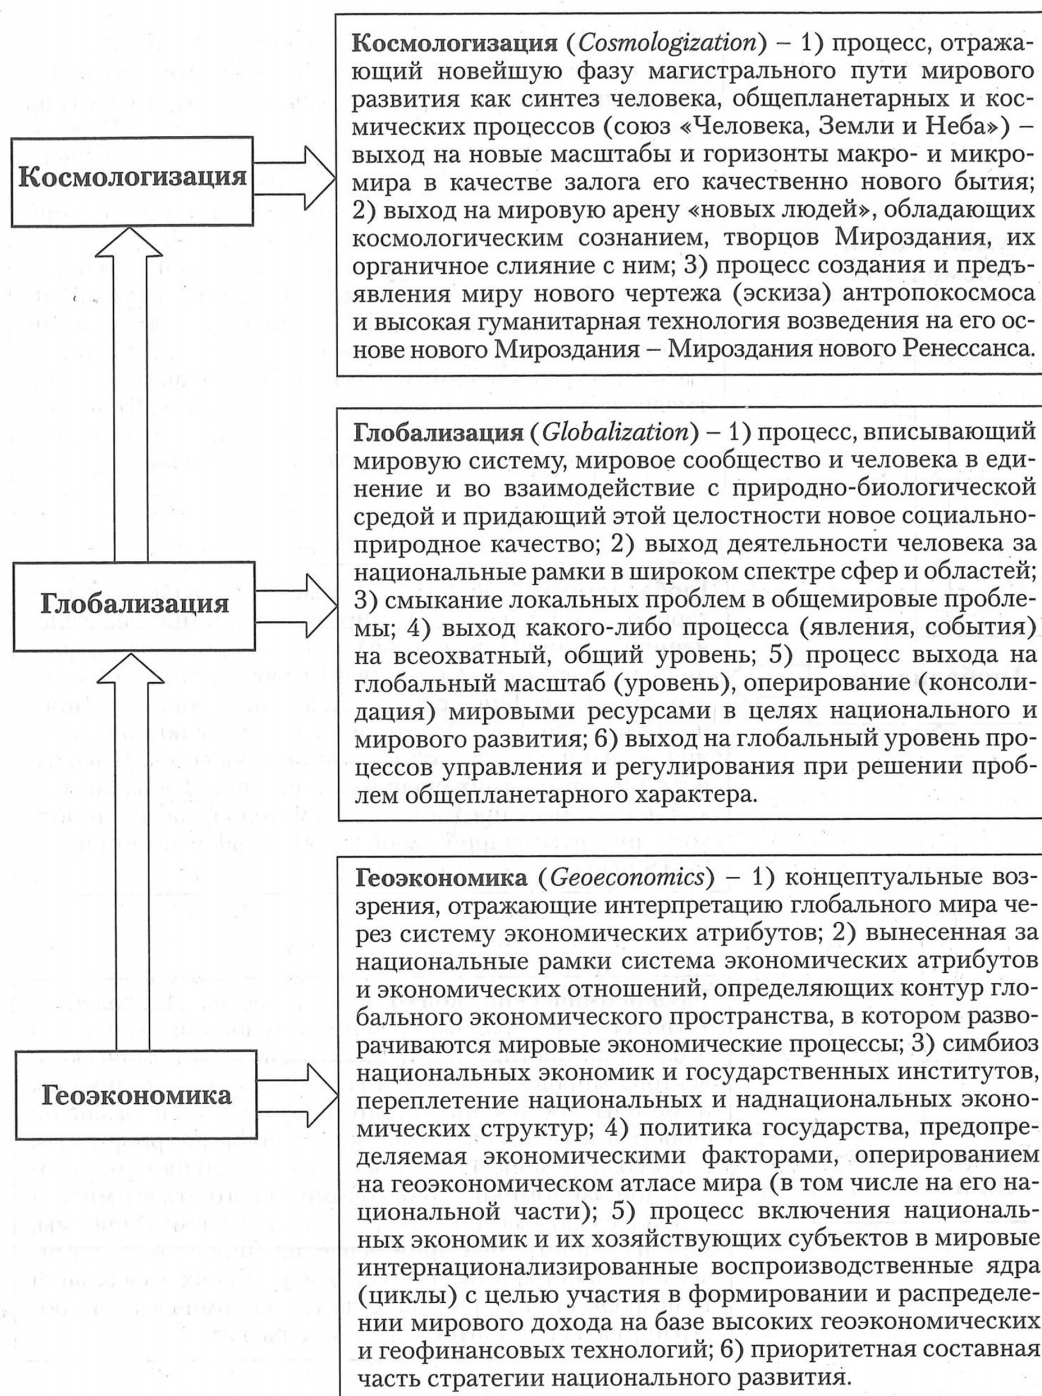 Космологизация (Cosmologization) – 1) процесс, отража-
ющий новейшую фазу магистрального пути мирового
развития как синтез человека, общепланетарных и кос-
мических процессов (союз «Человека, Земли и Неба») –
выход на новые масштабы и горизонты макро- и микро-
мира в качестве залога его качественно нового бытия;
2) выход на мировую арену «новых людей», обладающих
космологическим сознанием, творцов Мироздания, их
органичное слияние с ним; 3) процесс создания и предъ-
явления миру нового чертежа (эскиза) антропокосмоса
и высокая гуманитарная технология возведения на его ос-
нове нового Мироздания – Мироздания нового Ренессанса.
Космологизация
Глобализация (Globalization) – 1) процесс, вписывающий
мировую систему, мировое сообщество и человека в еди-
нение и во взаимодействие с природно-биологической
средой и придающий этой целостности новое социально-
природное качество; 2) выход деятельности человека за
национальные рамки в широком спектре сфер и областей;
3) смыкание локальных проблем в общемировые пробле-
мы; 4) выход какого-либо процесса (явления, события)
на всеохватный, общий уровень; 5) процесс выхода на
глобальный масштаб (уровень), оперирование (консоли-
дация) мировыми ресурсами в целях национального и
мирового развития; 6) выход на глобальный уровень про-
цессов управления и регулирования при решении проб-
лем общепланетарного характера.
Глобализация
Геоэкономика (Geoeconomics) – 1) концептуальные воз-
зрения, отражающие интерпретацию глобального мира че-
рез систему экономических атрибутов; 2) вынесенная за
национальные рамки система экономических атрибутов
и экономических отношений, определяющих контур гло-
бального экономического пространства, в котором разво-
рачиваются мировые экономические процессы; 3) симбиоз
национальных экономик и государственных институтов,
переплетение национальных и наднациональных эконо-
мических структур; 4) политика государства, предопре-
деляемая экономическими факторами, оперированием
на геоэкономическом атласе мира (в том числе на его на-
циональной части); 5) процесс включения националь-
ных экономик и их хозяйствующих субъектов в мировые
интернационализированные воспроизводственные ядра
(циклы) с целью участия в формировании и распределе-
нии мирового дохода на базе высоких геоэкономических
и геофинансовых технологий; 6) приоритетная составная
часть стратегии национального развития.
Геоэкономика